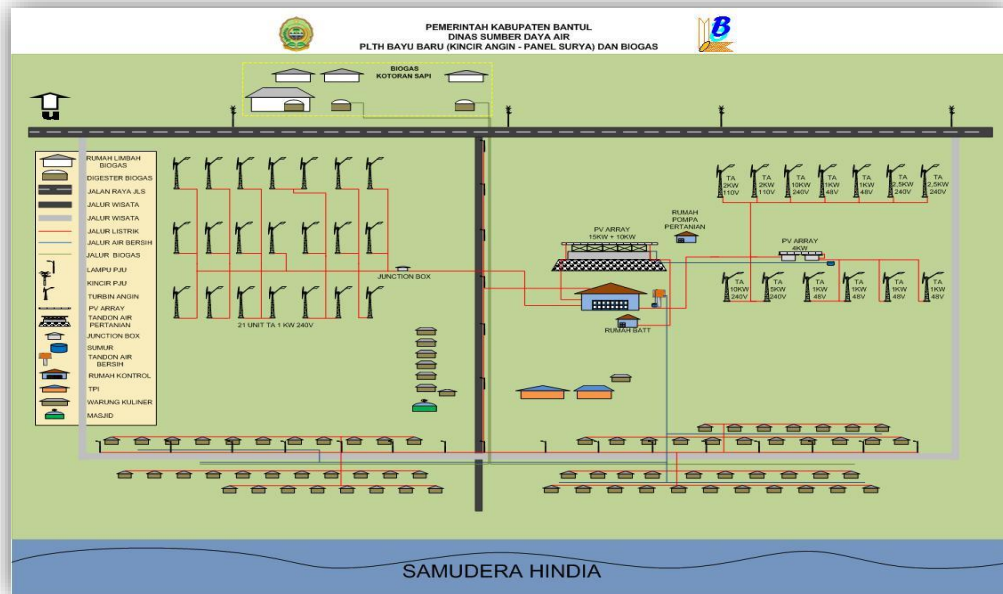 PEMERINTAH KABUPATEN BANTUL
DINAS SUMBER DAYA AIR
PLTH BAYU BARU (KINCIR ANGIN - PANEL SURYA) DAN BIOGAS
B
BIOGAS
KOTORAN SAPI
U
RUMAH LIMBAH
BIOGAS
DIGESTER BIOGAS
JALAN RAYA JLS
JALUR WISATA
JALUR WISATA
JALUR LISTRIK
JALUR AIR BERSIH
JALUR BIOGAS
LAMPU PJU
KINCIR PJU
TURBIN ANGIN
PV ARRAY
TANDON AIR
PERTANIAN
JUNCTION BOX
SUMUR
TANDON AIR
BERSIH
RUMAH KONTROL
TPI
WARUNG KULINER
MASJID
21 UNIT TA 1 KW 240V
JUNCTION BOX
PV ARRAY
15KW + 10KW
RUMAH
POMPA
PERTANIAN
RUMAH BATT
PV ARRAY
4KW
TA
2KW
110V
TA
2KW
110V
TA
10KW
240V
TA
1KW
48V
TA
1KW
48V
TA
2,5KW
240V
TA
2,5KW
240V
TA
10KW
240V
TA
5KW
240V
TA
1KW
48V
TA
1KW
48V
TA
1KW
48V
TA
1KW
48V
SAMUDERA HINDIA